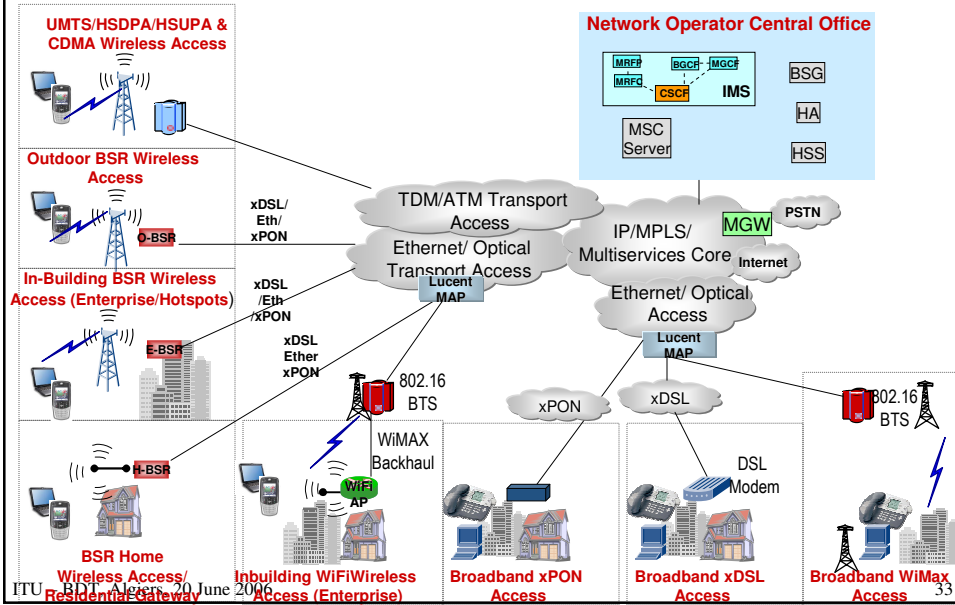 UMTS/HSDPA/HSUPA &
CDMA Wireless Access
Network Operator Central Office
MRFP
BGCF
MGCF
MRFC
CSCF
IMS
BSG
HA
HSS
MSC
Server
Outdoor BSR Wireless
Access
O-BSR
xDSL/
Eth/
xPON
TDM/ATM Transport
Access
Ethernet/ Optical
Transport Access
Lucent
MAP
IP/MPLS/
Multiservices Core
MGW
PSTN
Internet
Ethernet/ Optical
Access
Lucent
MAP
In-Building BSR Wireless
Access (Enterprise/Hotspots)
E-BSR
xDSL
/Eth
/xPON
xDSL
Ether
xPON
802.16
BTS
WiMAX
Backhaul
WiFi
AP
xPON
xDSL
DSL
Modem
802.16
BTS
H-BSR
BSR Home
Wireless Access/
Residential Gateway
Inbuilding WiFiWireless
Access (Enterprise)
Broadband xPON
Access
Broadband xDSL
Access
Broadband WiMax
Access
ITU - BDT- Algiers, 20 June 2006
33